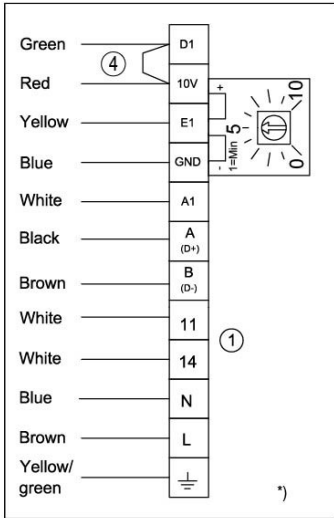 Green D1
④
Red 10V
Yellow E1
Blue GND
White A1
Black A
(D+)
Brown B
(D-)
White 11
White 14
Blue N
Brown L
Yellow/
green
①
+
-
1=Min
0
5
10
*)